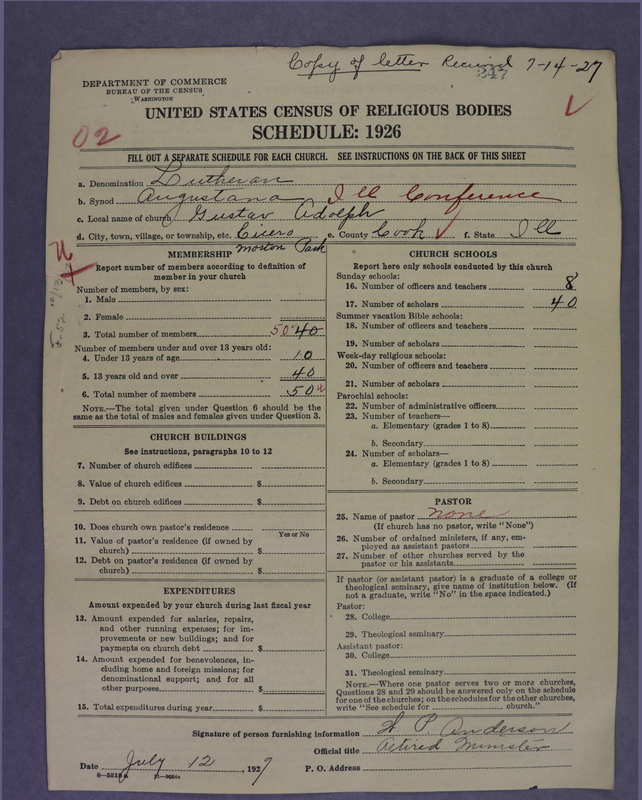 Copy of letter Received 7-14-27
247
DEPARTMENT OF COMMERCE
BUREAU OF THE CENSUS
WASHINGTON
UNITED STATES CENSUS OF RELIGIOUS BODIES
SCHEDULE: 1926
02
FILL OUT A SEPARATE SCHEDULE FOR EACH CHURCH. SEE INSTRUCTIONS ON THE BACK OF THIS SHEET
a. Denomination Lutheran
b. Synod Augustana Ill Conference
c. Local name of church Gustav Adolph
d. City, town, village, or township, etc. Cicero e. County Cook f. State Ill
Morton Park
MEMBERSHIP
Report number of members according to definition of
member in your church
Number of members, by sex:
1. Male
2. Female
3. Total number of members 50 40
Number of members under and over 13 years old:
4. Under 13 years of age 10
5. 13 years old and over 40
6. Total number of members 50
NOTE.—The total given under Question 6 should be the
same as the total of males and females given under Question 3.
CHURCH BUILDINGS
See instructions, paragraphs 10 to 12
7. Number of church edifices
8. Value of church edifices $
9. Debt on church edifices $
10. Does church own pastor's residence
Yes or No
11. Value of pastor's residence (if owned by
church) $
12. Debt on pastor's residence (if owned by
church) $
EXPENDITURES
Amount expended by your church during last fiscal year
13. Amount expended for salaries, repairs,
and other running expenses; for im-
provements or new buildings; and for
payments on church debt $
14. Amount expended for benevolences, in-
cluding home and foreign missions; for
denominational support; and for all
other purposes $
15. Total expenditures during year $
CHURCH SCHOOLS
Report here only schools conducted by this church
Sunday schools:
16. Number of officers and teachers 8
17. Number of scholars 40
Summer vacation Bible schools:
18. Number of officers and teachers
19. Number of scholars
Week-day religious schools:
20. Number of officers and teachers
21. Number of scholars
Parochial schools:
22. Number of administrative officers
23. Number of teachers—
a. Elementary (grades 1 to 8)
b. Secondary
24. Number of scholars—
a. Elementary (grades 1 to 8)
b. Secondary
PASTOR
25. Name of pastor none
(If church has no pastor, write "None")
26. Number of ordained ministers, if any, em-
ployed as assistant pastors
27. Number of other churches served by the
pastor or his assistants
If pastor (or assistant pastor) is a graduate of a college or
theological seminary, give name of institution below. (If
not a graduate, write "No" in the space indicated.)
Pastor:
28. College
29. Theological seminary
Assistant pastor:
30. College
31. Theological seminary
NOTE.—Where one pastor serves two or more churches,
Questions 28 and 29 should be answered only on the schedule
for one of the churches; on the schedules for the other churches,
write "See schedule for church."
Signature of person furnishing information P. Anderson
Official title Retired Minister
Date July 12, 1927 P. O. Address